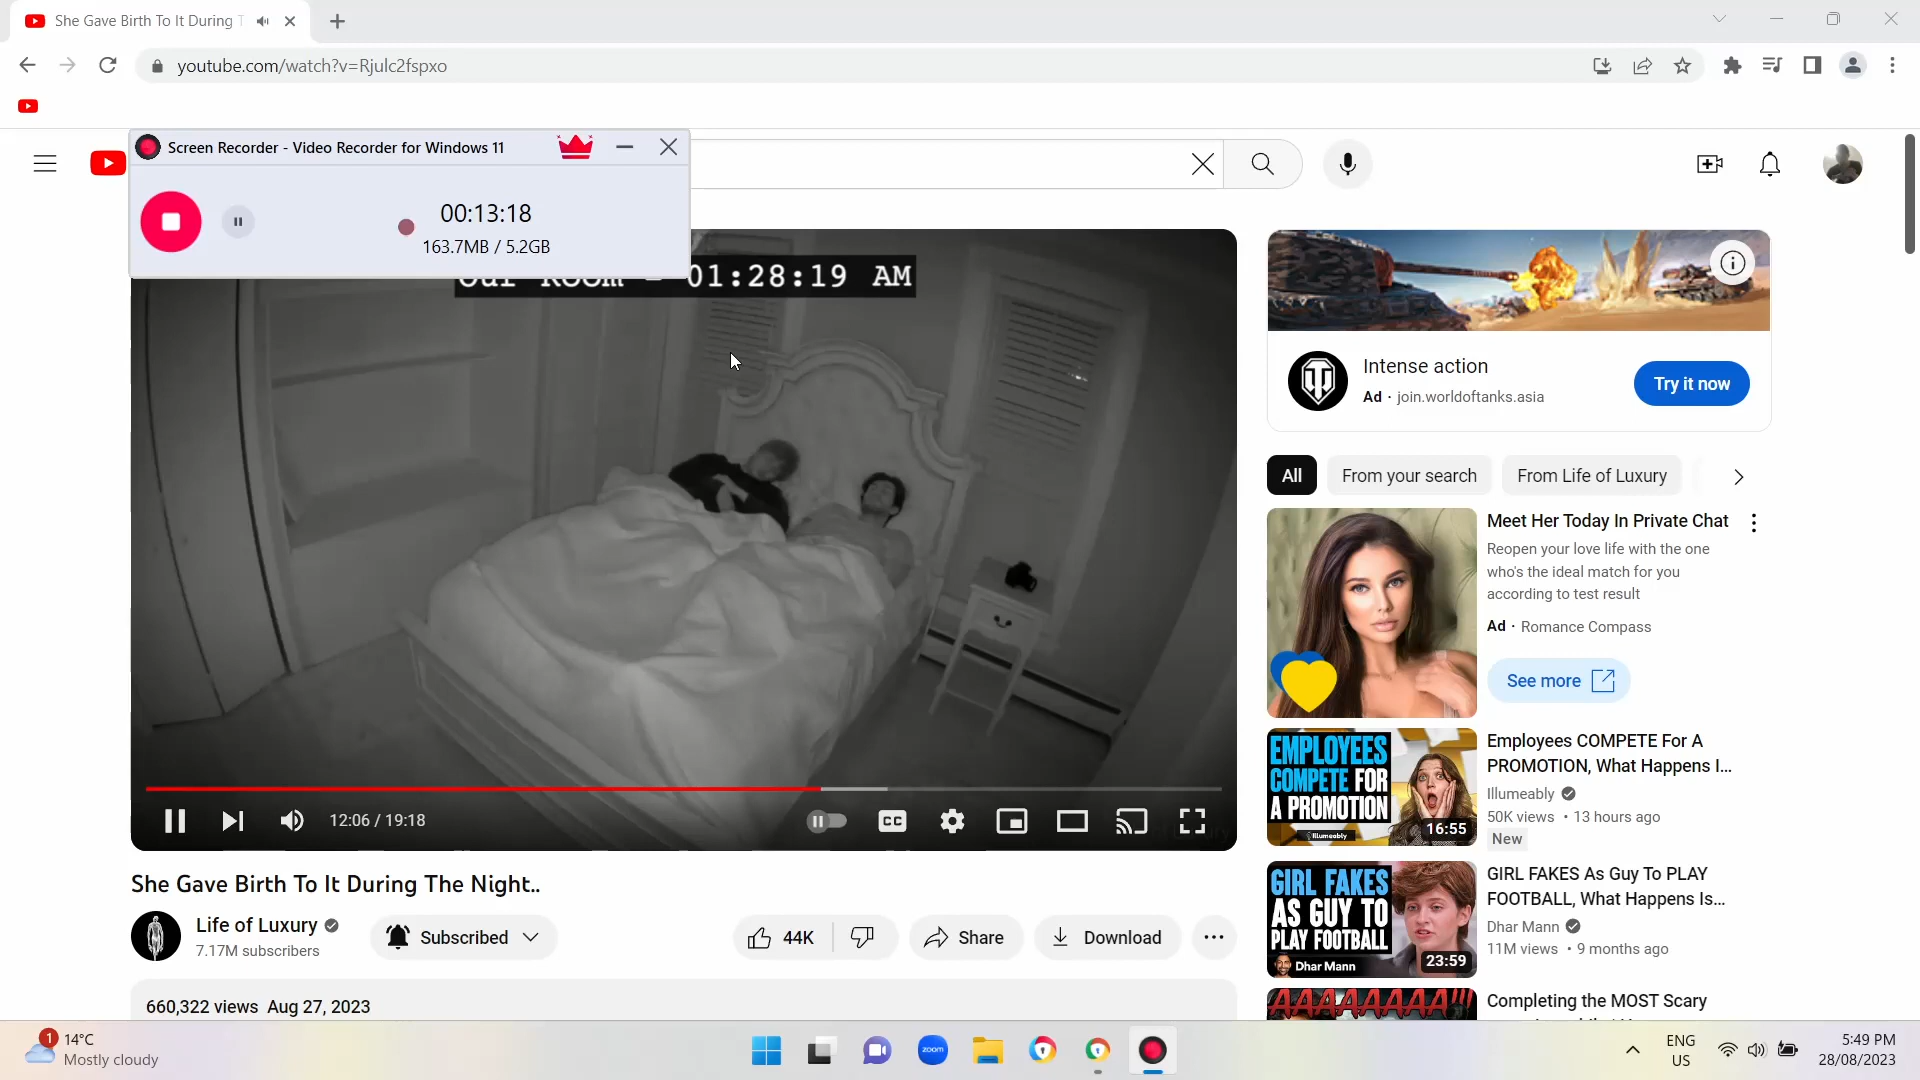 She Gave Birth To It During T
youtube.com/watch?v=Rjulc2fspxo
Screen Recorder - Video Recorder for Windows 11
00:13:18
163.7MB / 5.2GB
Our Room - 01:28:19 AM
12:06 / 19:18
CC
She Gave Birth To It During The Night..
Life of Luxury
7.17M subscribers
Subscribed
44K
Share
Download
660,322 views Aug 27, 2023
Intense action
Ad · join.worldoftanks.asia
Try it now
All
From your search
From Life of Luxury
Meet Her Today In Private Chat
Reopen your love life with the one
who's the ideal match for you
according to test result
Ad · Romance Compass
See more
EMPLOYEES
COMPETE FOR
A PROMOTION
Illumeably
16:55
Employees COMPETE For A
PROMOTION, What Happens I...
Illumeably
50K views • 13 hours ago
New
GIRL FAKES
AS GUY TO
PLAY FOOTBALL
Dhar Mann
23:59
GIRL FAKES As Guy To PLAY
FOOTBALL, What Happens Is...
Dhar Mann
11M views • 9 months ago
AAAAAAAA!!!
Completing the MOST Scary
1
14°C
Mostly cloudy
zoom
ENG
US
5:49 PM
28/08/2023